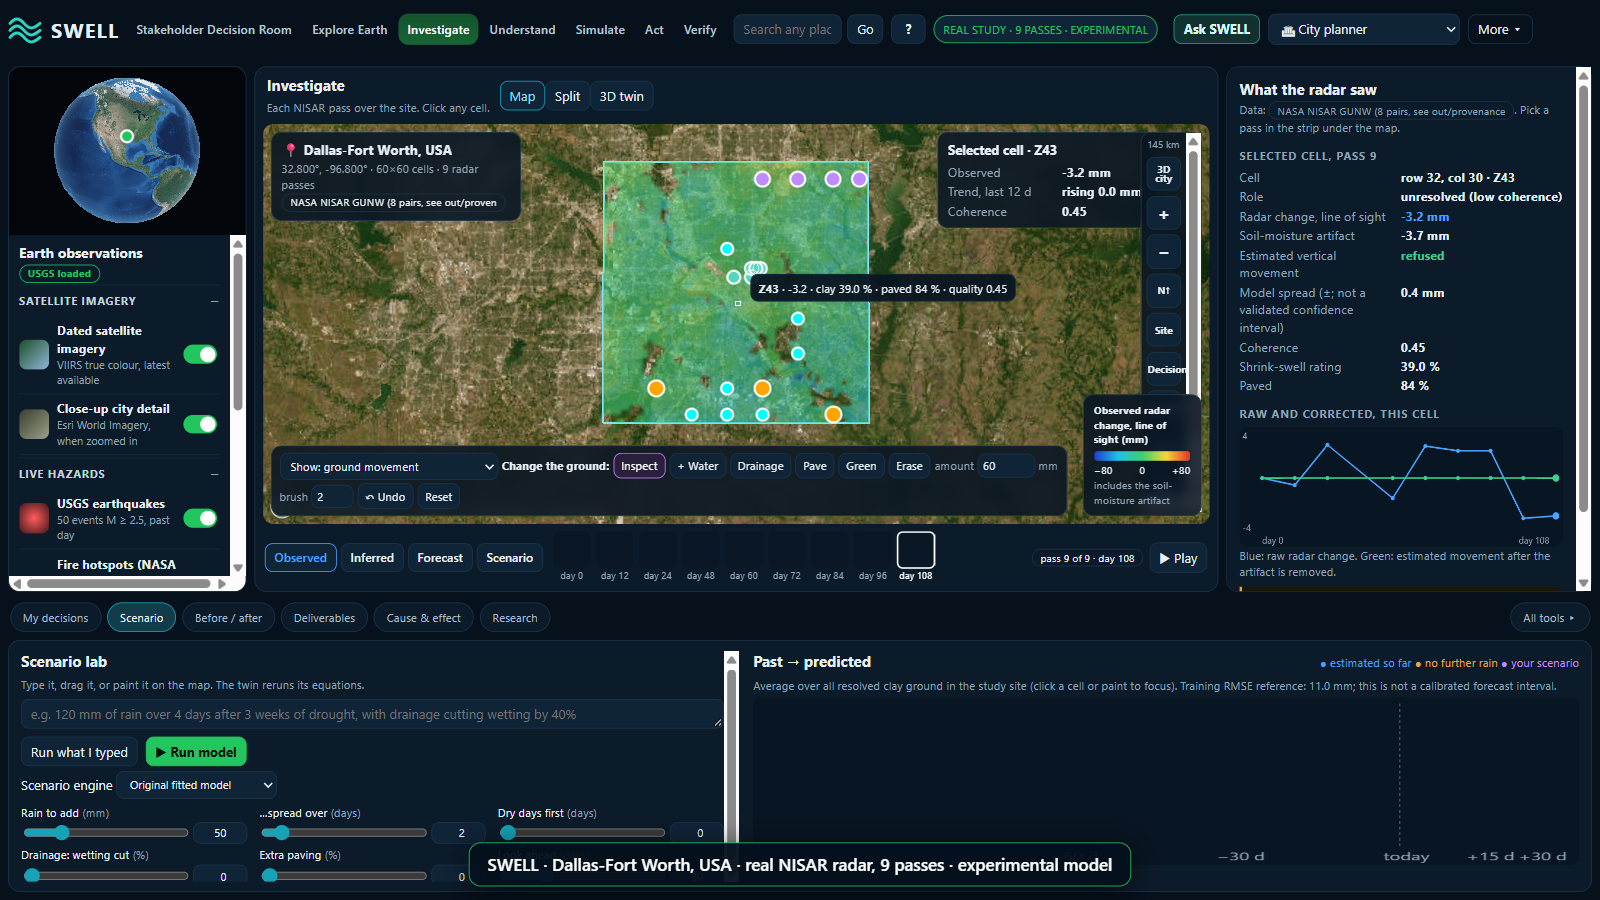 SWELL
Stakeholder Decision Room
Explore Earth
Investigate
Understand
Simulate
Act
Verify
Search any plac
Go
?
REAL STUDY · 9 PASSES · EXPERIMENTAL
Ask SWELL
City planner
More
Earth observations
USGS loaded
SATELLITE IMAGERY
Dated satellite
imagery
VIIRS true colour, latest
available
Close-up city detail
Esri World Imagery,
when zoomed in
LIVE HAZARDS
USGS earthquakes
50 events M ≥ 2.5, past
day
Fire hotspots (NASA
Investigate
Each NISAR pass over the site. Click any cell.
Map
Split
3D twin
Dallas-Fort Worth, USA
32.800°, -96.800° · 60×60 cells · 9 radar
passes
NASA NISAR GUNW (8 pairs, see out/proven
Selected cell · Z43
Observed -3.2 mm
Trend, last 12 d rising 0.0 mm
Coherence 0.45
145 km
3D
city
+
−
N↑
Site
Decision
Z43 · -3.2 · clay 39.0 % · paved 84 % · quality 0.45
Observed radar
change, line of
sight (mm)
−80 0 +80
includes the soil-
moisture artifact
Show: ground movement
Change the ground:
Inspect
+ Water
Drainage
Pave
Green
Erase
amount 60 mm
brush 2
↶ Undo
Reset
Observed
Inferred
Forecast
Scenario
day 0
day 12
day 24
day 48
day 60
day 72
day 84
day 96
day 108
pass 9 of 9 · day 108
▶ Play
What the radar saw
Data: NASA NISAR GUNW (8 pairs, see out/provenance . Pick a
pass in the strip under the map.
SELECTED CELL, PASS 9
Cell row 32, col 30 · Z43
Role unresolved (low coherence)
Radar change, line of sight -3.2 mm
Soil-moisture artifact -3.7 mm
Estimated vertical refused
movement
Model spread (±; not a 0.4 mm
validated confidence
interval)
Coherence 0.45
Shrink-swell rating 39.0 %
Paved 84 %
RAW AND CORRECTED, THIS CELL
4
-4
day 0
day 108
Blue: raw radar change. Green: estimated movement after the
artifact is removed.
My decisions
Scenario
Before / after
Deliverables
Cause & effect
Research
All tools ▸
Scenario lab
Type it, drag it, or paint it on the map. The twin reruns its equations.
e.g. 120 mm of rain over 4 days after 3 weeks of drought, with drainage cutting wetting by 40%
Run what I typed
▶ Run model
Scenario engine
Original fitted model
Rain to add (mm)
...spread over (days)
Dry days first (days)
50
2
0
Drainage: wetting cut (%)
Extra paving (%)
0
0
Past → predicted
estimated so far
no further rain
your scenario
Average over all resolved clay ground in the study site (click a cell or paint to focus). Training RMSE reference: 11.0 mm; this is not a calibrated forecast interval.
−30 d
today
+15 d
+30 d
SWELL · Dallas-Fort Worth, USA · real NISAR radar, 9 passes · experimental model